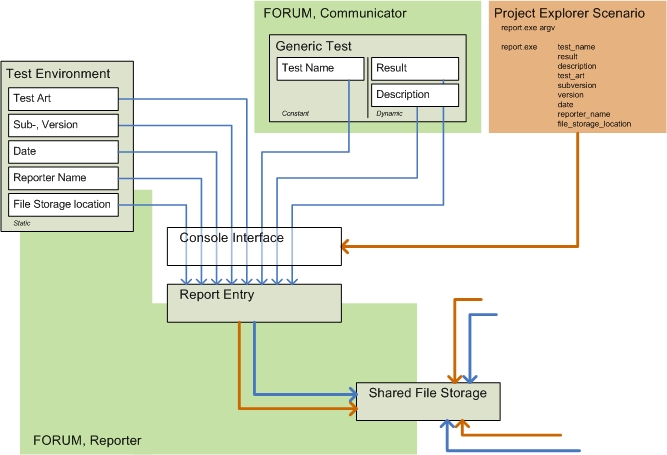 FORUM, Communicator
Generic Test
Test Name
Result
Description
Constant
Dynamic
Project Explorer Scenario
report.exe argv
report.exe test_name
result
description
test_art
subversion
version
date
reporter_name
file_storage_location
Test Environment
Test Art
Sub-, Version
Date
Reporter Name
File Storage location
Static
Console Interface
Report Entry
Shared File Storage
FORUM, Reporter